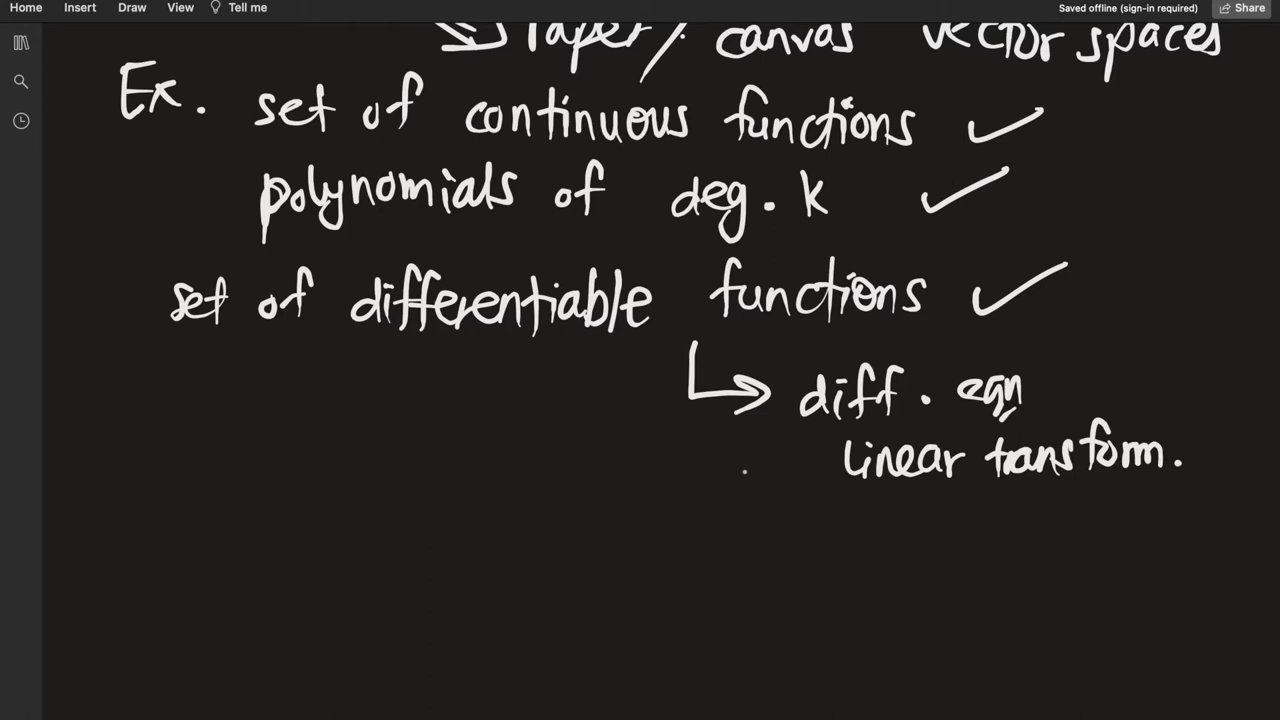 Home Insert Draw View Tell me Saved offline (sign-in required) Share
Paper/. canvas vector spaces
Ex. set of continuous functions ✓
polynomials of deg. k ✓
set of differentiable functions ✓
↳ diff. eqn
linear transform.